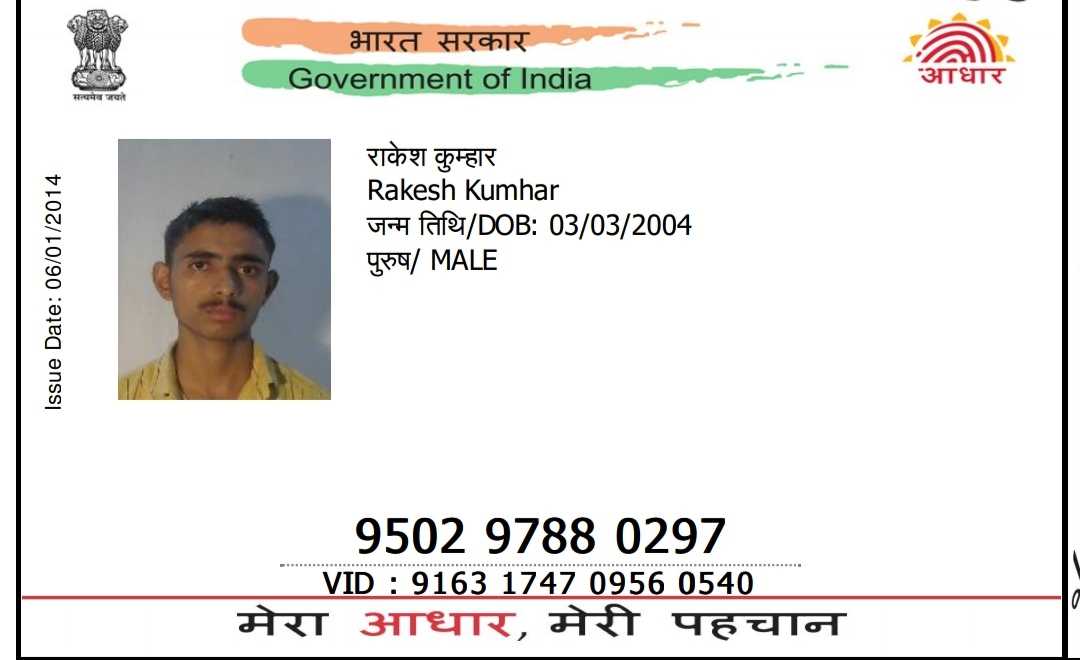 सत्यमेव जयते
भारत सरकार
Government of India
आधार
Issue Date: 06/01/2014
राकेश कुम्हार
Rakesh Kumhar
जन्म तिथि/DOB: 03/03/2004
पुरुष/ MALE
9502 9788 0297
VID : 9163 1747 0956 0540
मेरा आधार, मेरी पहचान